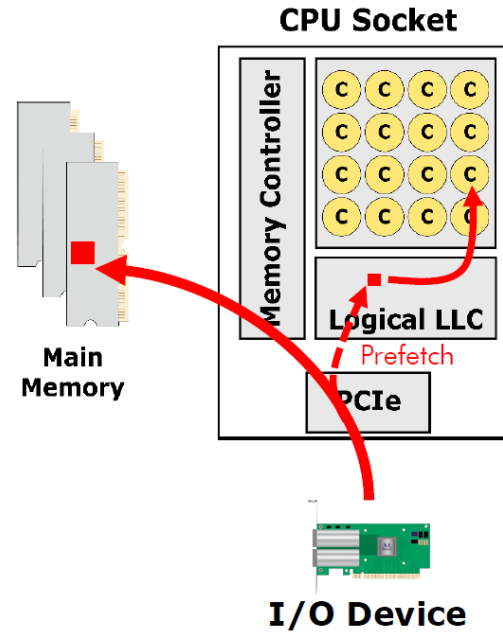 CPU Socket
Memory Controller
C C C C
C C C C
C C C C
C C C C
Logical LLC
Prefetch
PCIe
Main
Memory
I/O Device